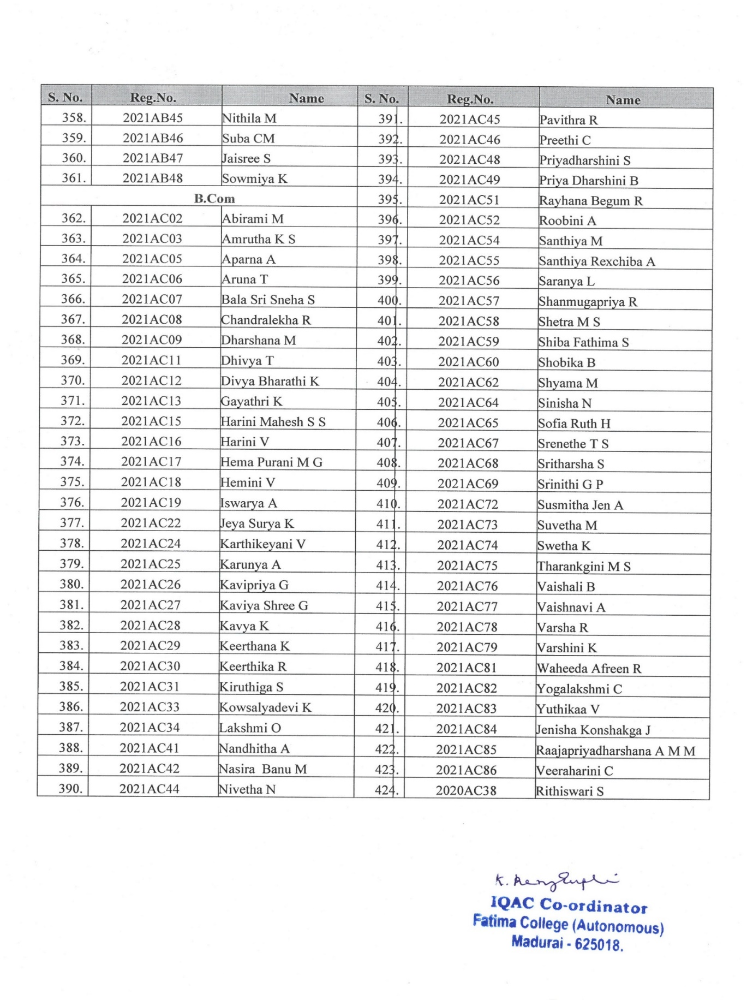 S. No. Reg.No. Name S. No. Reg.No. Name
358. 2021AB45 Nithila M 391. 2021AC45 Pavithra R
359. 2021AB46 Suba CM 392. 2021AC46 Preethi C
360. 2021AB47 Jaisree S 393. 2021AC48 Priyadharshini S
361. 2021AB48 Sowmiya K 394. 2021AC49 Priya Dharshini B
B.Com 395. 2021AC51 Rayhana Begum R
362. 2021AC02 Abirami M 396. 2021AC52 Roobini A
363. 2021AC03 Amrutha K S 397. 2021AC54 Santhiya M
364. 2021AC05 Aparna A 398. 2021AC55 Santhiya Rexchiba A
365. 2021AC06 Aruna T 399. 2021AC56 Saranya L
366. 2021AC07 Bala Sri Sneha S 400. 2021AC57 Shanmugapriya R
367. 2021AC08 Chandralekha R 401. 2021AC58 Shetra M S
368. 2021AC09 Dharshana M 402. 2021AC59 Shiba Fathima S
369. 2021AC11 Dhivya T 403. 2021AC60 Shobika B
370. 2021AC12 Divya Bharathi K 404. 2021AC62 Shyama M
371. 2021AC13 Gayathri K 405. 2021AC64 Sinisha N
372. 2021AC15 Harini Mahesh S S 406. 2021AC65 Sofia Ruth H
373. 2021AC16 Harini V 407. 2021AC67 Srenethe T S
374. 2021AC17 Hema Purani M G 408. 2021AC68 Sritharsha S
375. 2021AC18 Hemini V 409. 2021AC69 Srinithi G P
376. 2021AC19 Iswarya A 410. 2021AC72 Susmitha Jen A
377. 2021AC22 Jeya Surya K 411. 2021AC73 Suvetha M
378. 2021AC24 Karthikeyani V 412. 2021AC74 Swetha K
379. 2021AC25 Karunya A 413. 2021AC75 Tharankgini M S
380. 2021AC26 Kavipriya G 414. 2021AC76 Vaishali B
381. 2021AC27 Kaviya Shree G 415. 2021AC77 Vaishnavi A
382. 2021AC28 Kavya K 416. 2021AC78 Varsha R
383. 2021AC29 Keerthana K 417. 2021AC79 Varshini K
384. 2021AC30 Keerthika R 418. 2021AC81 Waheeda Afreen R
385. 2021AC31 Kiruthiga S 419. 2021AC82 Yogalakshmi C
386. 2021AC33 Kowsalyadevi K 420. 2021AC83 Yuthikaa V
387. 2021AC34 Lakshmi O 421. 2021AC84 Jenisha Konshakga J
388. 2021AC41 Nandhitha A 422. 2021AC85 Raajapriyadharshana A M M
389. 2021AC42 Nasira Banu M 423. 2021AC86 Veeraharini C
390. 2021AC44 Nivetha N 424. 2020AC38 Rithiswari S
K.
IQAC Co-ordinator
Fatima College (Autonomous)
Madurai - 625018.